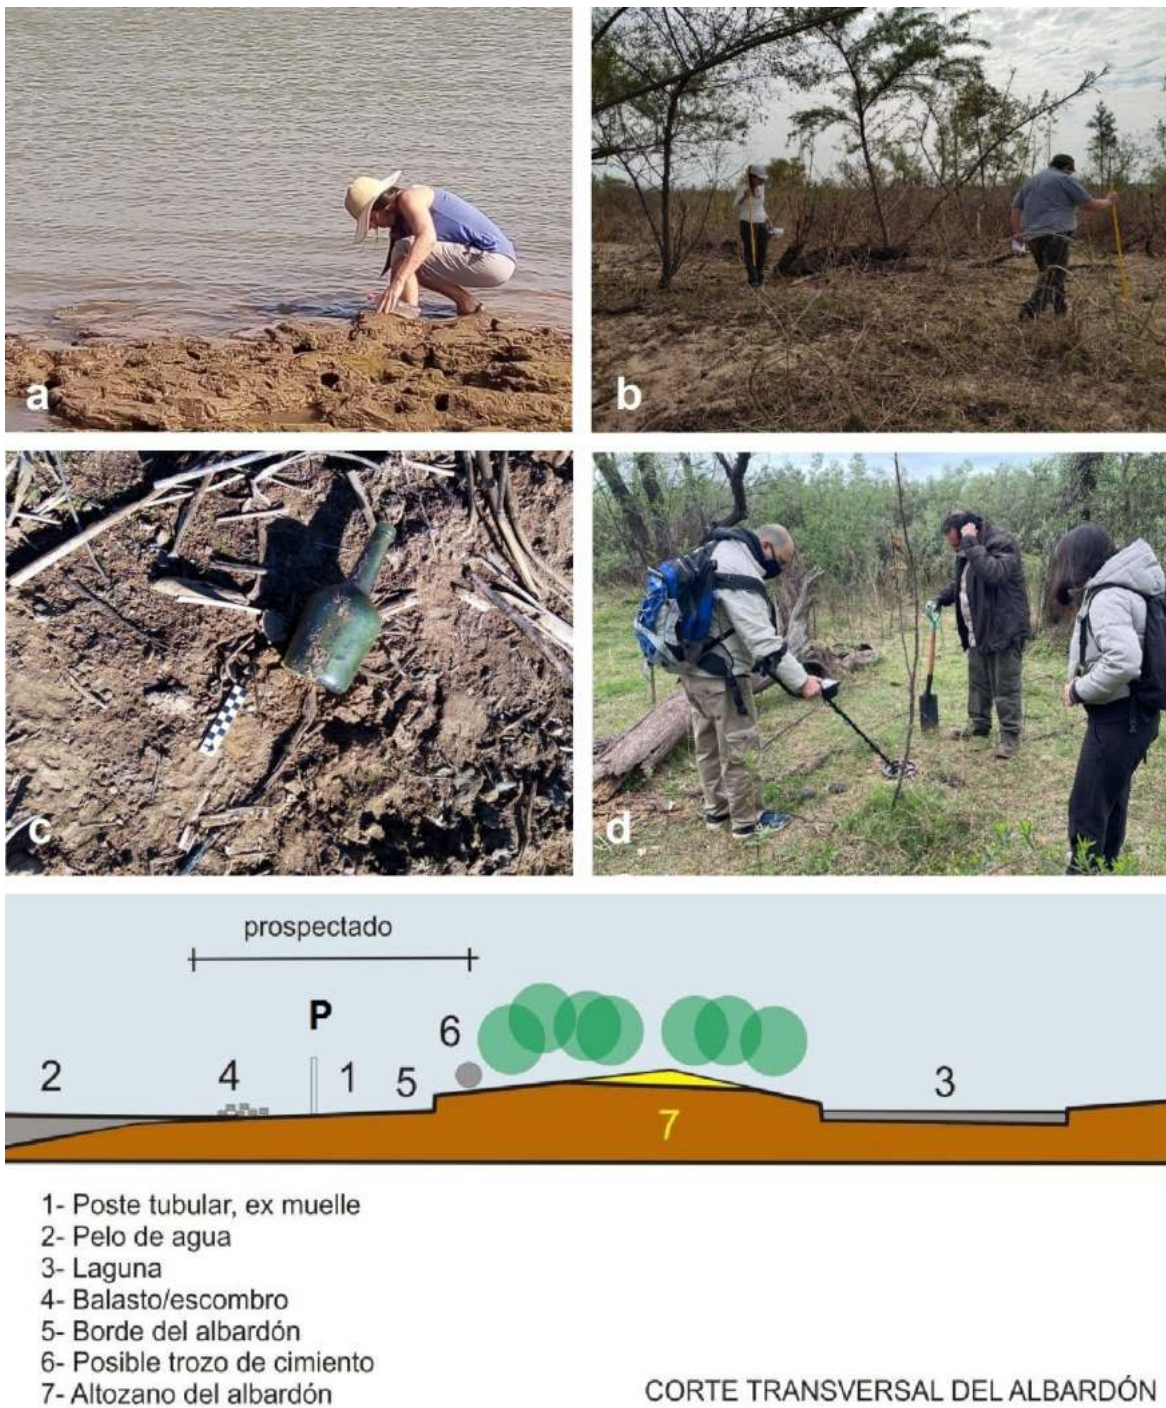 a
b
c
d
prospectado
P
6
2
4
1
5
3
7
1- Poste tubular, ex muelle
2- Pelo de agua
3- Laguna
4- Balasto/escombro
5- Borde del albardón
6- Posible trozo de cimiento
7- Altozano del albardón
CORTE TRANSVERSAL DEL ALBARDÓN